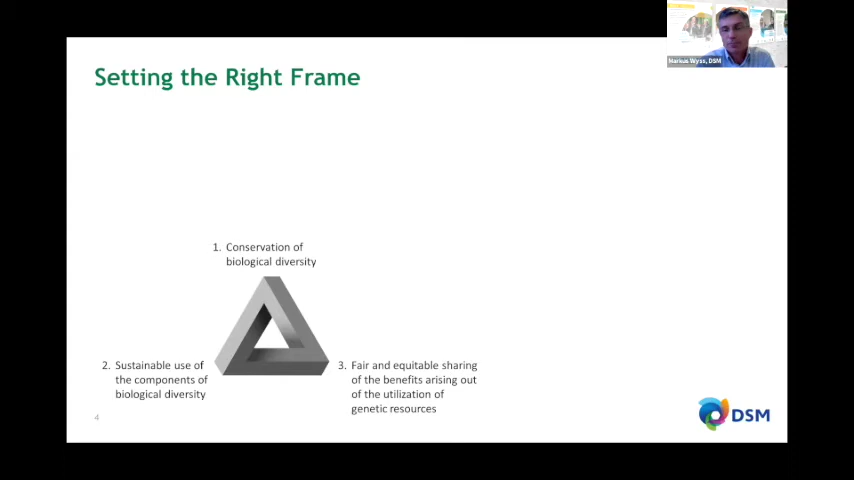 Markus Wyss, DSM
Setting the Right Frame
1. Conservation of
biological diversity
2. Sustainable use of
the components of
biological diversity
3. Fair and equitable sharing
of the benefits arising out
of the utilization of
genetic resources
4
DSM